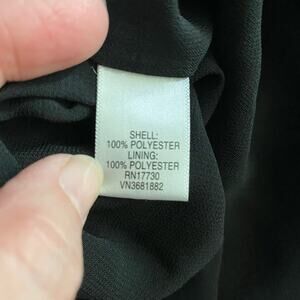 SHELL:
100% POLYESTER
LINING:
100% POLYESTER
RN17730
VN3681882